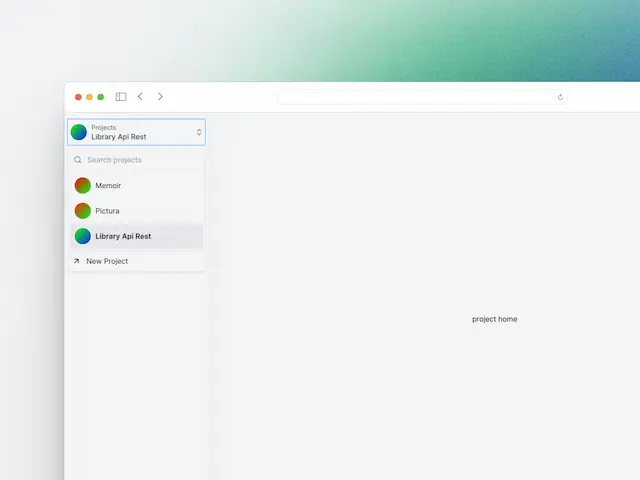 Projects
Library Api Rest
Search projects
Memoir
Pictura
Library Api Rest
New Project
project home